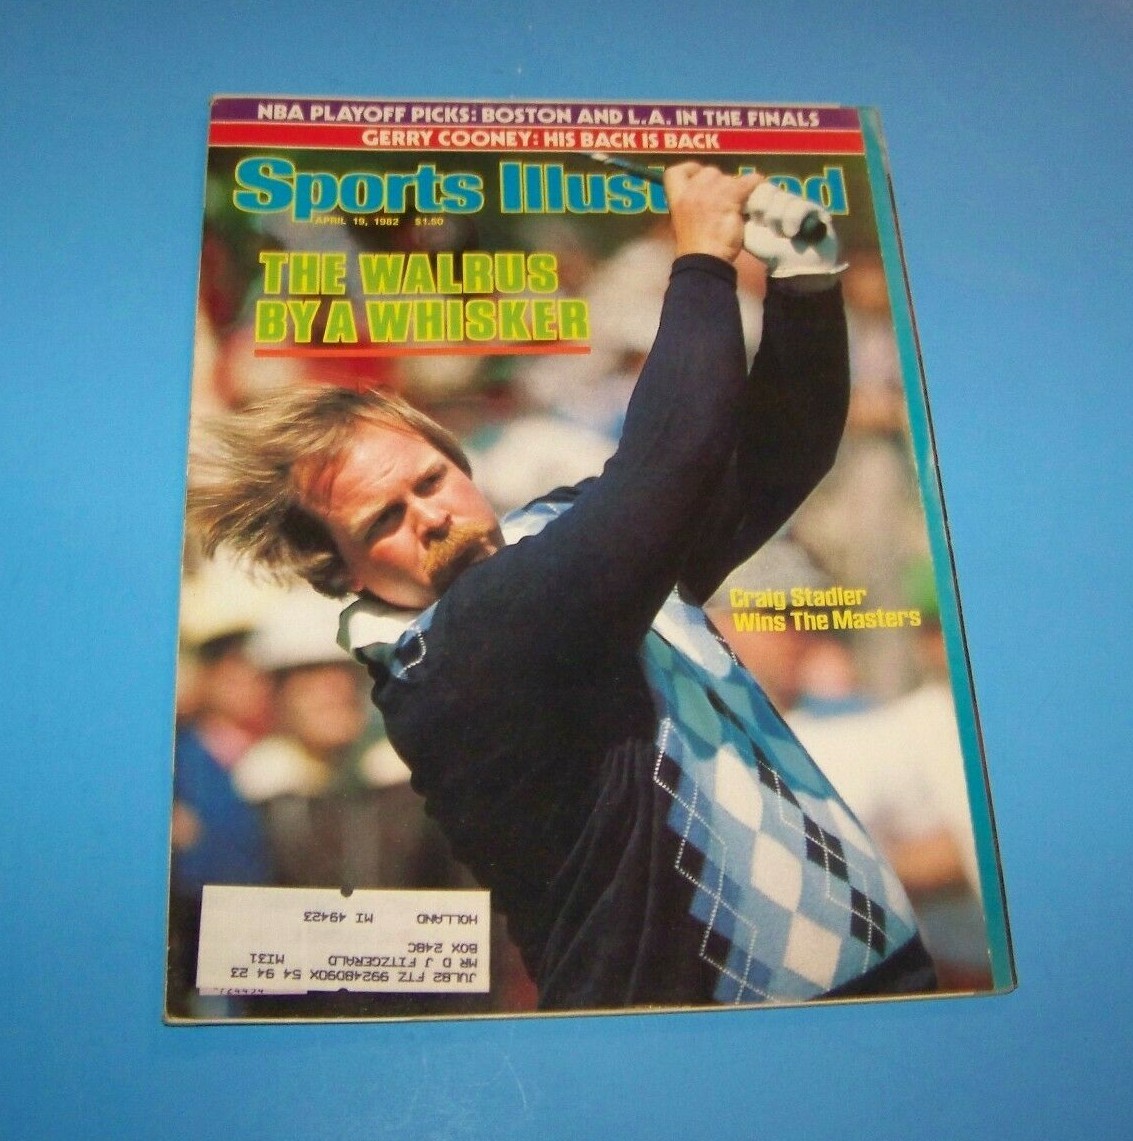 NBA PLAYOFF PICKS: BOSTON AND L.A. IN THE FINALS
GERRY COONEY: HIS BACK IS BACK
Sports Illustrated
APRIL 19, 1982 $1.50
THE WALRUS
BY A WHISKER
Craig Stadler
Wins The Masters
JUL82 FTZ 9924BD90X 54 94 23
MR D J FITZGERALD MI31
BOX 248C
HOLLAND MI 49423